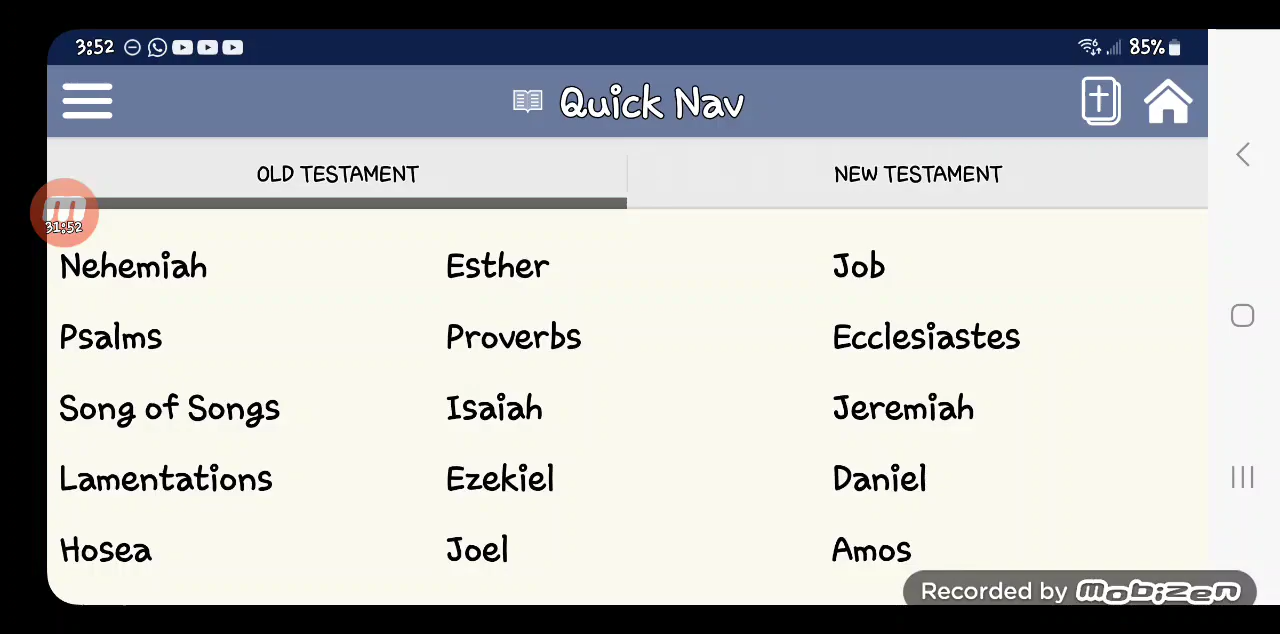 3:52 85%
Quick Nav
OLD TESTAMENT NEW TESTAMENT
31:52
Nehemiah Esther Job
Psalms Proverbs Ecclesiastes
Song of Songs Isaiah Jeremiah
Lamentations Ezekiel Daniel
Hosea Joel Amos
Recorded by mobizen